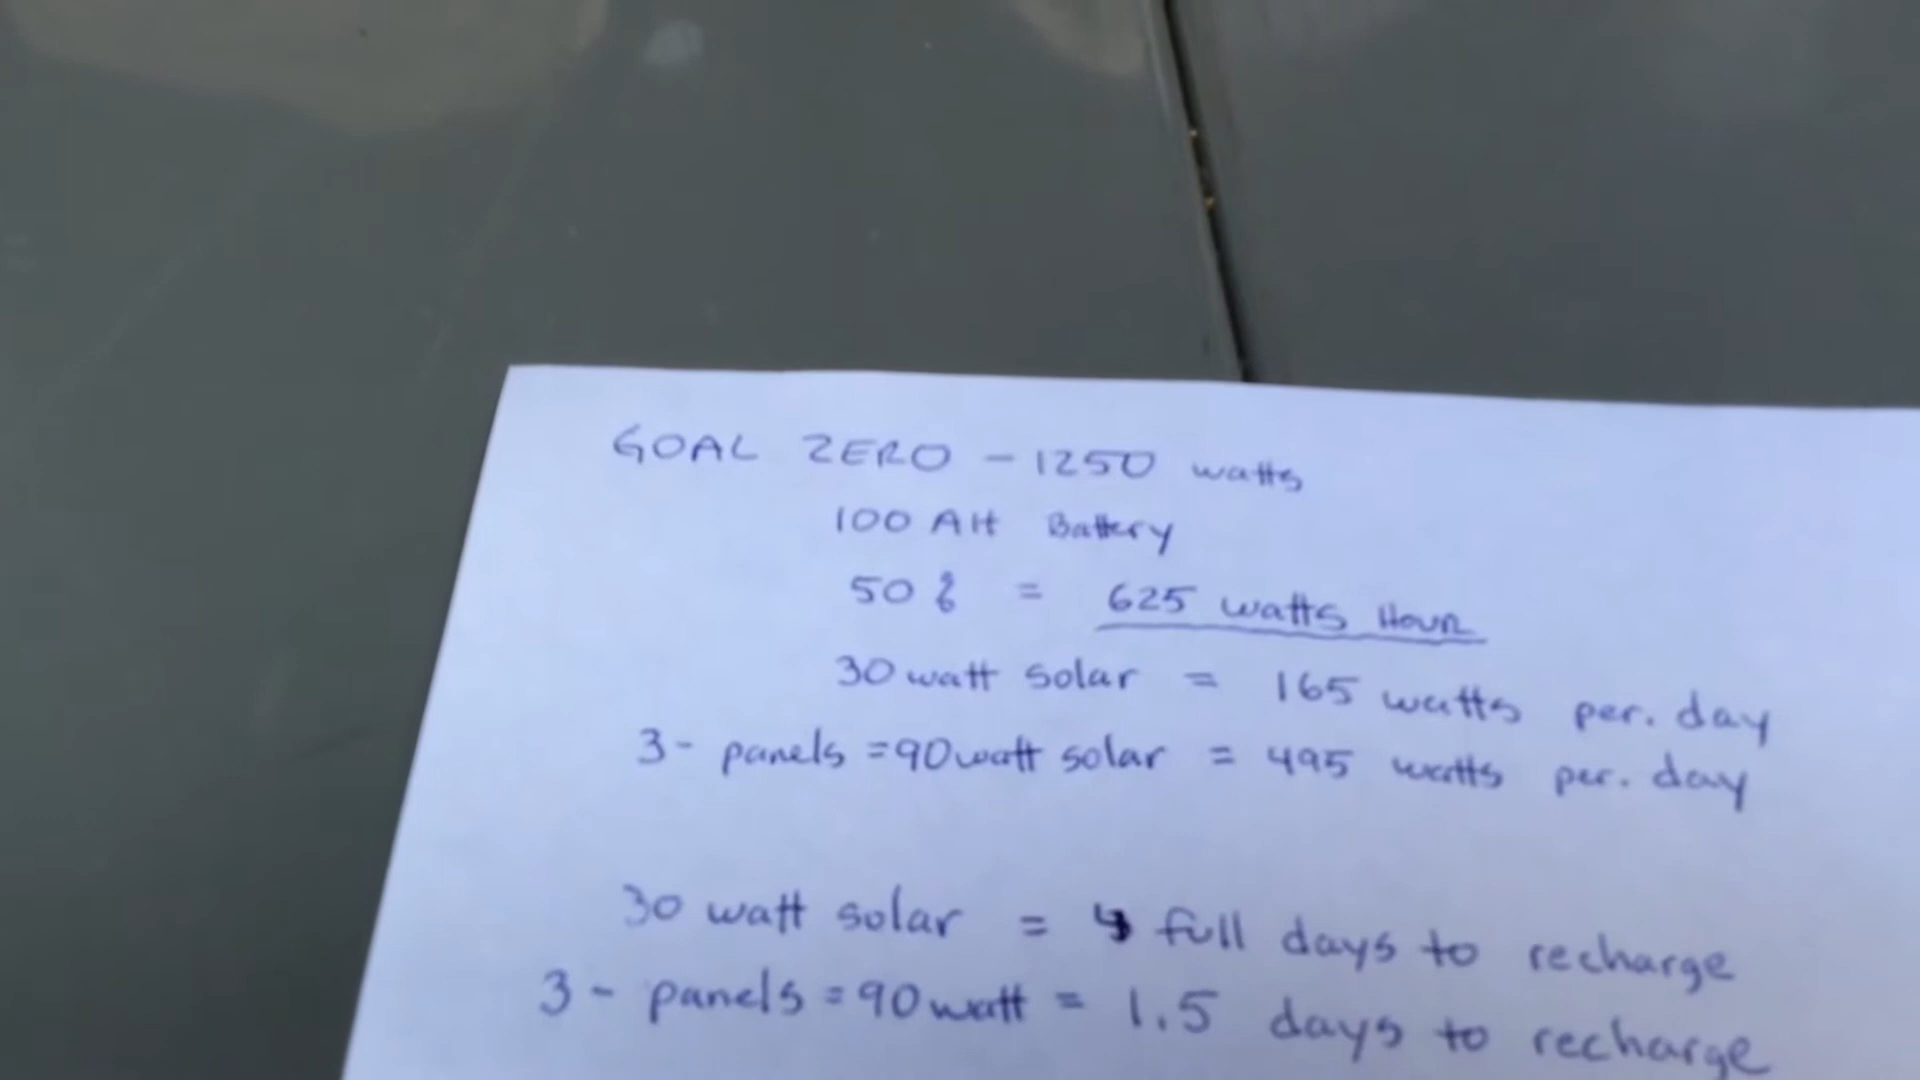 GOAL ZERO - 1250 watts
100 AH Battery
50 % = 625 watts Hour
30 watt solar = 165 watts per. day
3 - panels = 90 watt solar = 495 watts per. day
30 watt solar = 4 full days to recharge
3 - panels = 90 watt = 1.5 days to recharge